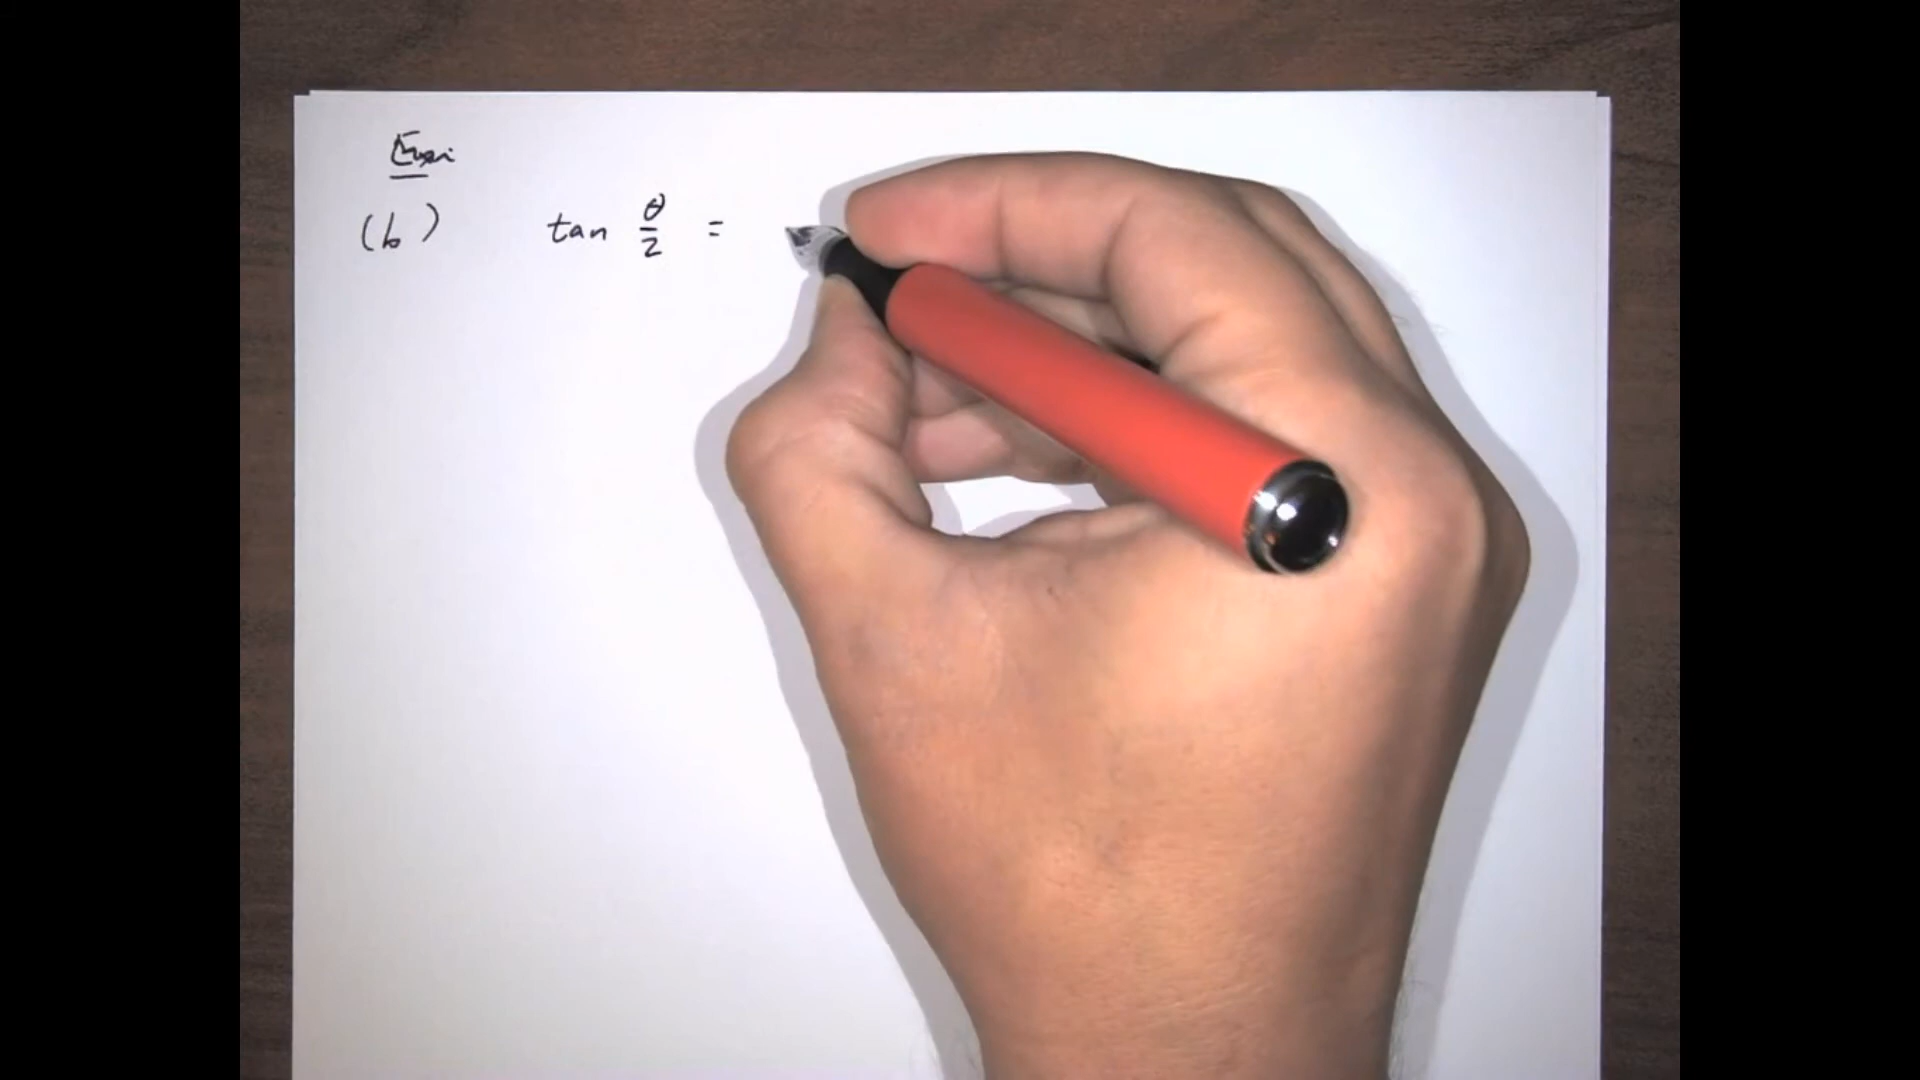 (b) tan θ/2 =